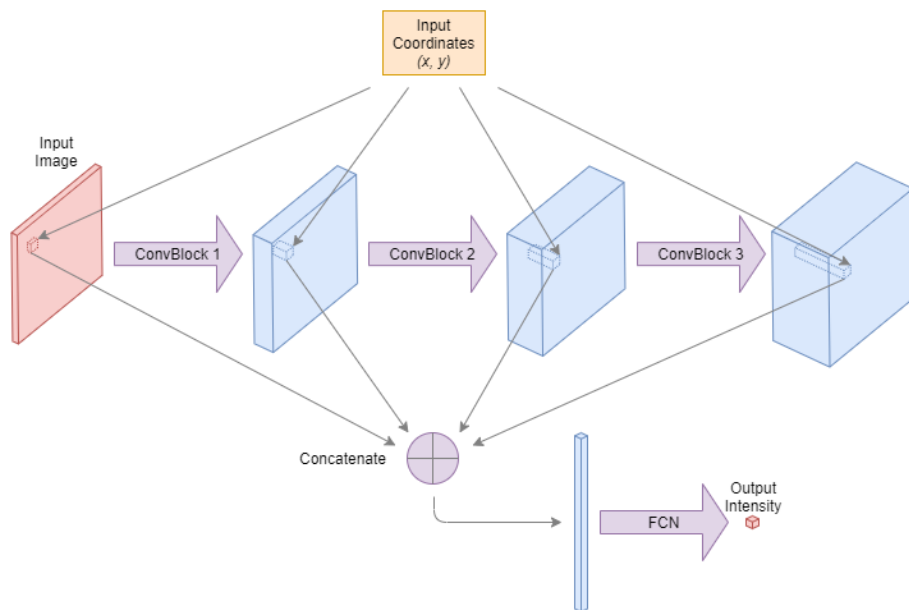 Input
Coordinates
(x, y)
Input
Image
ConvBlock 1
ConvBlock 2
ConvBlock 3
Concatenate
Output
Intensity
FCN